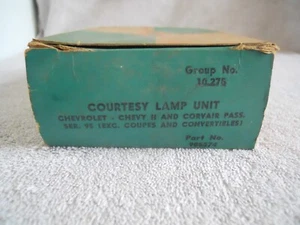 Group No.
10.275
COURTESY LAMP UNIT
CHEVROLET - CHEVY II AND CORVAIR PASS.
SER. 95 (EXC. COUPES AND CONVERTIBLES)
Part No.